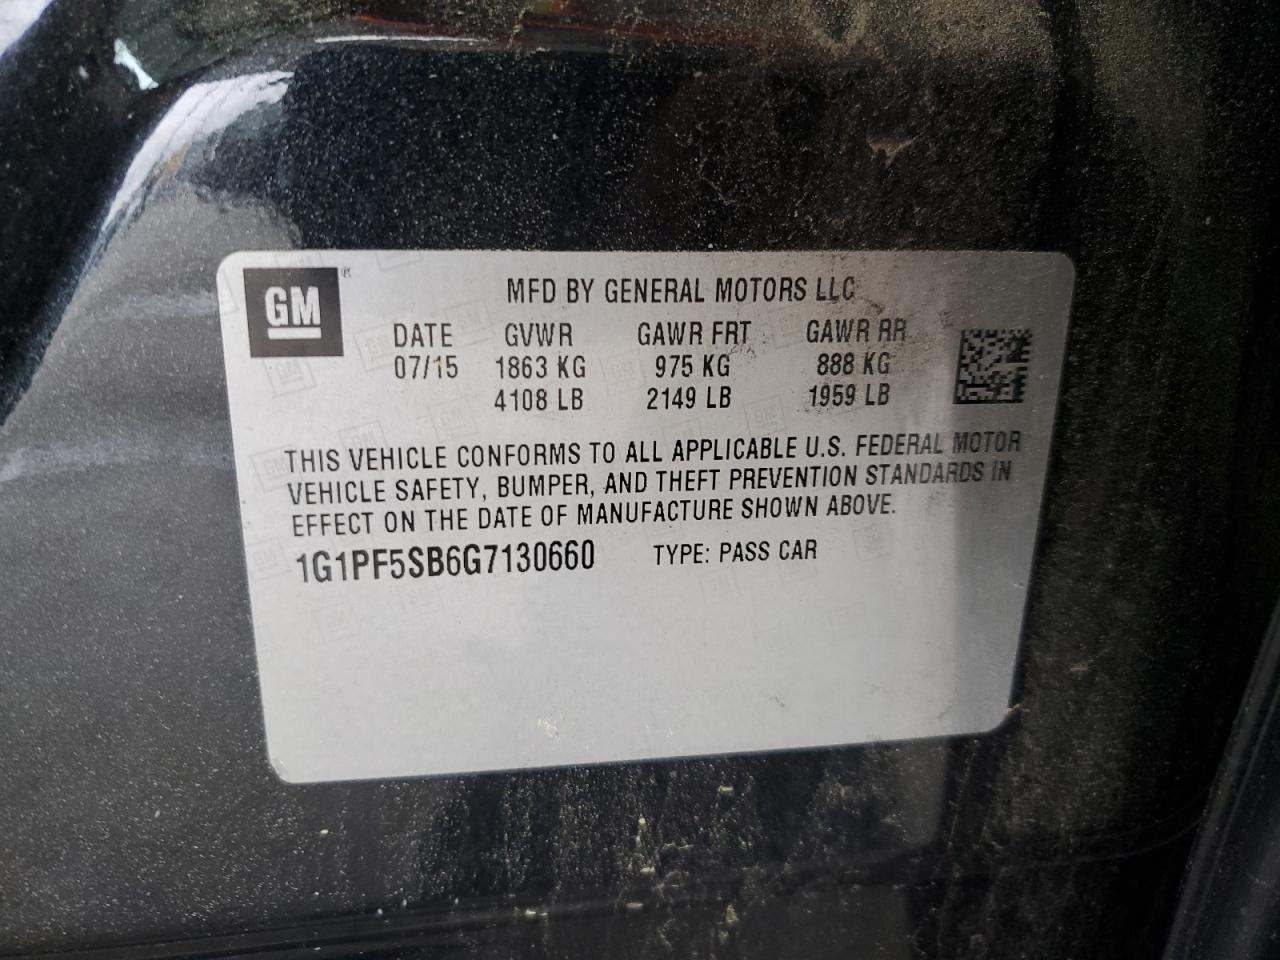 GM ®
MFD BY GENERAL MOTORS LLC
DATE GVWR GAWR FRT GAWR RR
07/15 1863 KG 975 KG 888 KG
4108 LB 2149 LB 1959 LB
THIS VEHICLE CONFORMS TO ALL APPLICABLE U.S. FEDERAL MOTOR
VEHICLE SAFETY, BUMPER, AND THEFT PREVENTION STANDARDS IN
EFFECT ON THE DATE OF MANUFACTURE SHOWN ABOVE.
1G1PF5SB6G7130660 TYPE: PASS CAR